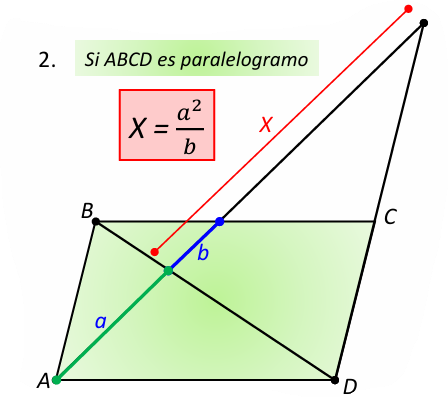 2. Si ABCD es paralelogramo
X = a²/b
X
B
C
b
a
A
D